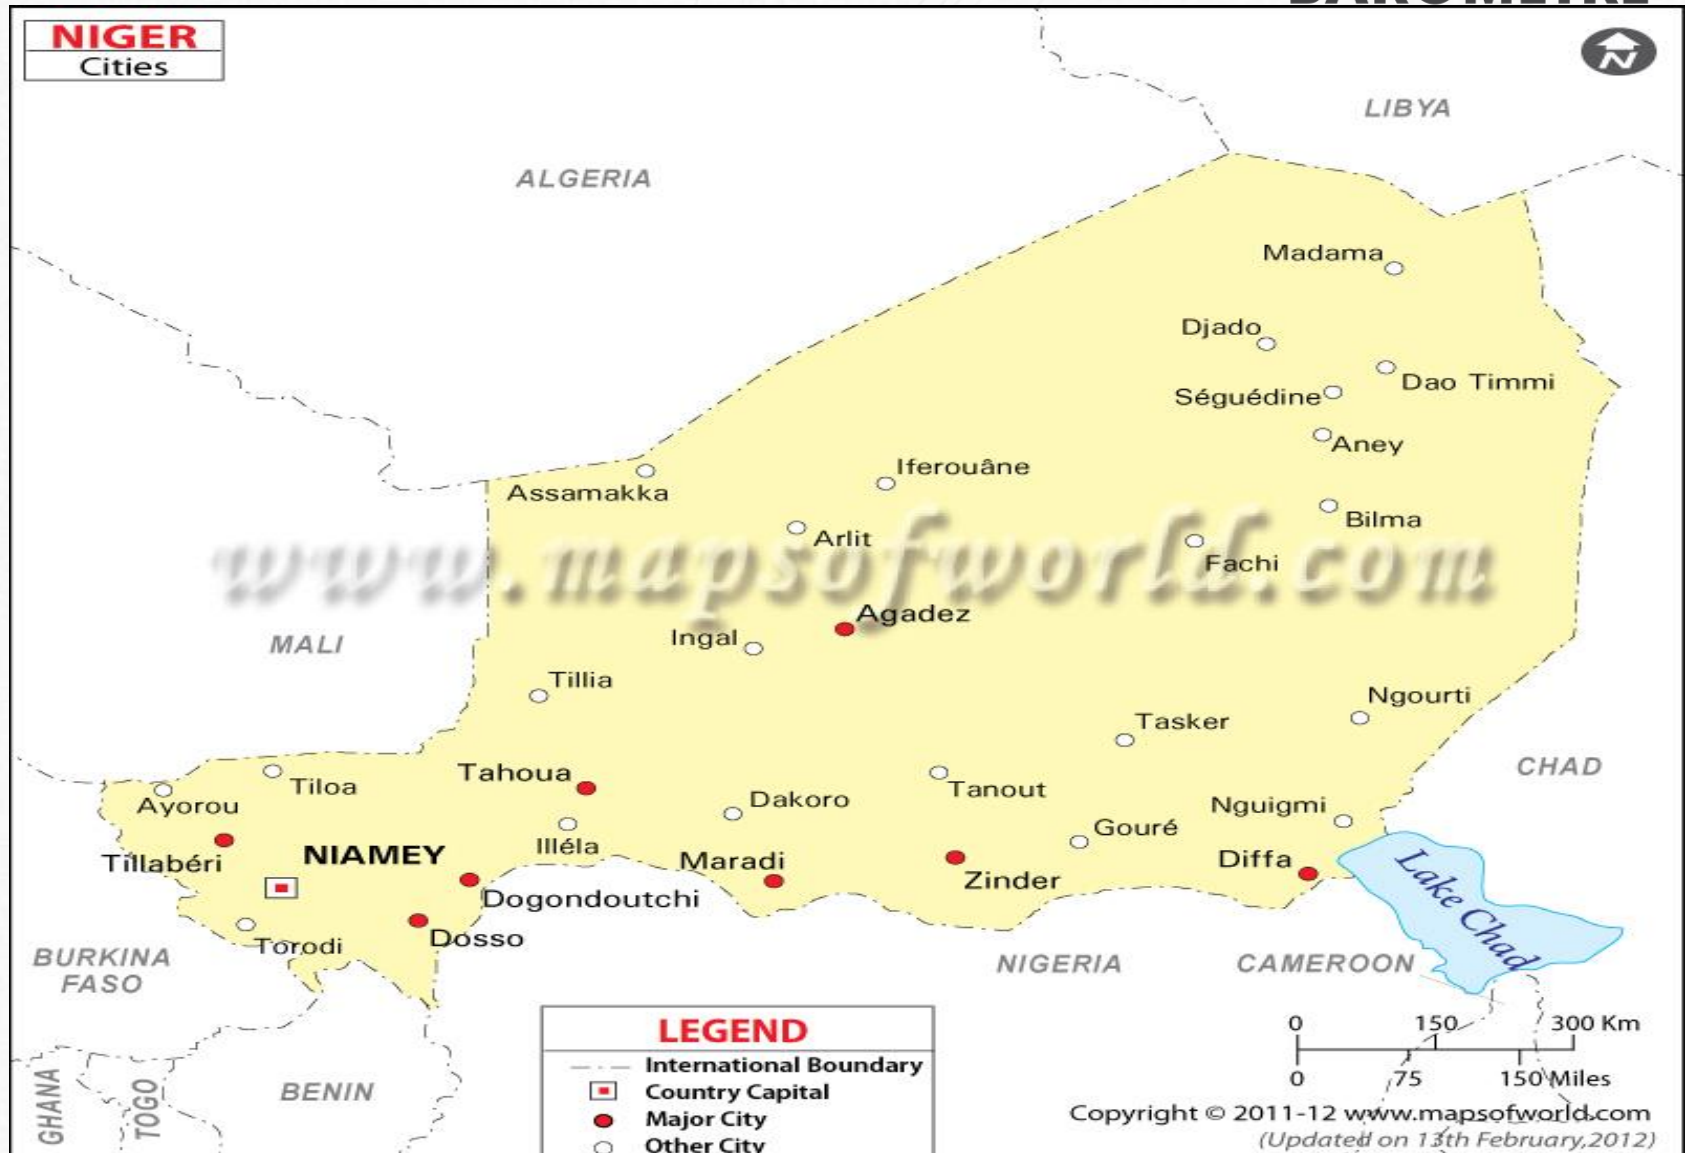 NIGER
Cities
LIBYA
ALGERIA
Madama
Djado
Dao Timmi
Séguédine
Aney
Iferouâne
Assamakka
Bilma
Arlit
www.mapsofworld.com
Fachi
Agadez
Ingal
MALI
Tillia
Ngourti
Tasker
CHAD
Tahoua
Tiloa
Tanout
Ayorou
Dakoro
Nguigmi
Gouré
Illéla
NIAMEY
Tillabéri
Maradi
Diffa
Zinder
Lake Chad
Dogondoutchi
Dosso
Torodi
BURKINA
FASO
NIGERIA
CAMEROON
LEGEND
International Boundary
Country Capital
Major City
Other City
0 150 300 Km
0 75 150 Miles
GHANA
TOGO
BENIN
Copyright © 2011-12 www.mapsofworld.com
(Updated on 13th February,2012)